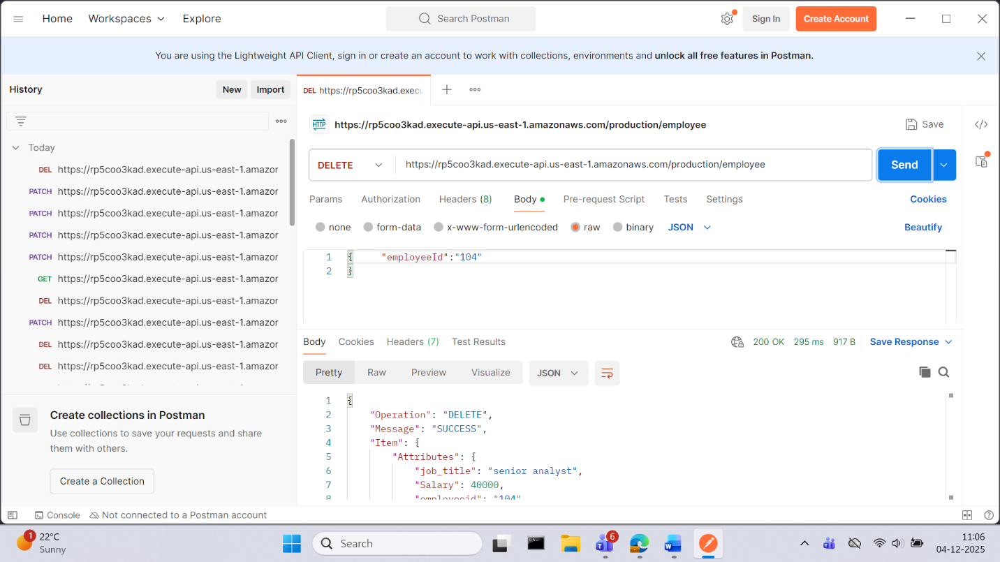 Home Workspaces Explore Search Postman Sign In Create Account
You are using the Lightweight API Client, sign in or create an account to work with collections, environments and unlock all free features in Postman.
History New Import
DEL https://rp5coo3kad.execu
HTTP https://rp5coo3kad.execute-api.us-east-1.amazonaws.com/production/employee Save
Today
DEL https://rp5coo3kad.execute-api.us-east-1.amazor
PATCH https://rp5coo3kad.execute-api.us-east-1.amazor
PATCH https://rp5coo3kad.execute-api.us-east-1.amazor
PATCH https://rp5coo3kad.execute-api.us-east-1.amazor
PATCH https://rp5coo3kad.execute-api.us-east-1.amazor
GET https://rp5coo3kad.execute-api.us-east-1.amazor
DEL https://rp5coo3kad.execute-api.us-east-1.amazor
PATCH https://rp5coo3kad.execute-api.us-east-1.amazor
DEL https://rp5coo3kad.execute-api.us-east-1.amazor
DEL https://rp5coo3kad.execute-api.us-east-1.amazor
Create collections in Postman
Use collections to save your requests and share
them with others.
Create a Collection
DELETE https://rp5coo3kad.execute-api.us-east-1.amazonaws.com/production/employee Send
Params Authorization Headers (8) Body Pre-request Script Tests Settings Cookies
none form-data x-www-form-urlencoded raw binary JSON Beautify
1 { "employeeId":"104"
2 }
Body Cookies Headers (7) Test Results 200 OK 295 ms 917 B Save Response
Pretty Raw Preview Visualize JSON
1 {
2 "Operation": "DELETE",
3 "Message": "SUCCESS",
4 "Item": {
5 "Attributes": {
6 "job_title": "senior analyst",
7 "Salary": 40000,
8 "employeeid": "104"
Console Not connected to a Postman account
1 22°C
Sunny
Search
6
11:06
04-12-2025